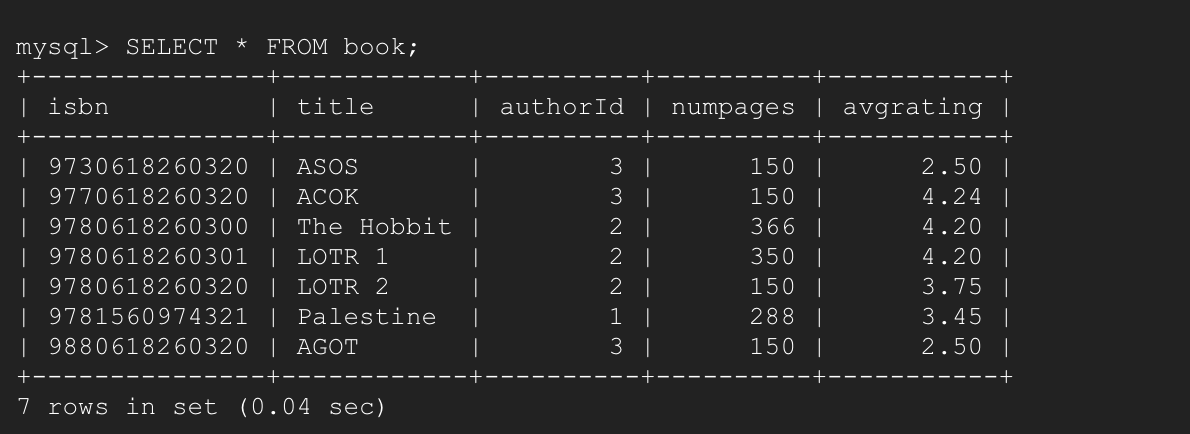 mysql> SELECT * FROM book;
+---------------+------------+----------+----------+-----------+
| isbn          | title      | authorId | numpages | avgrating |
+---------------+------------+----------+----------+-----------+
| 9730618260320 | ASOS       |        3 |      150 |      2.50 |
| 9770618260320 | ACOK       |        3 |      150 |      4.24 |
| 9780618260300 | The Hobbit |        2 |      366 |      4.20 |
| 9780618260301 | LOTR 1     |        2 |      350 |      4.20 |
| 9780618260320 | LOTR 2     |        2 |      150 |      3.75 |
| 9781560974321 | Palestine  |        1 |      288 |      3.45 |
| 9880618260320 | AGOT       |        3 |      150 |      2.50 |
+---------------+------------+----------+----------+-----------+
7 rows in set (0.04 sec)